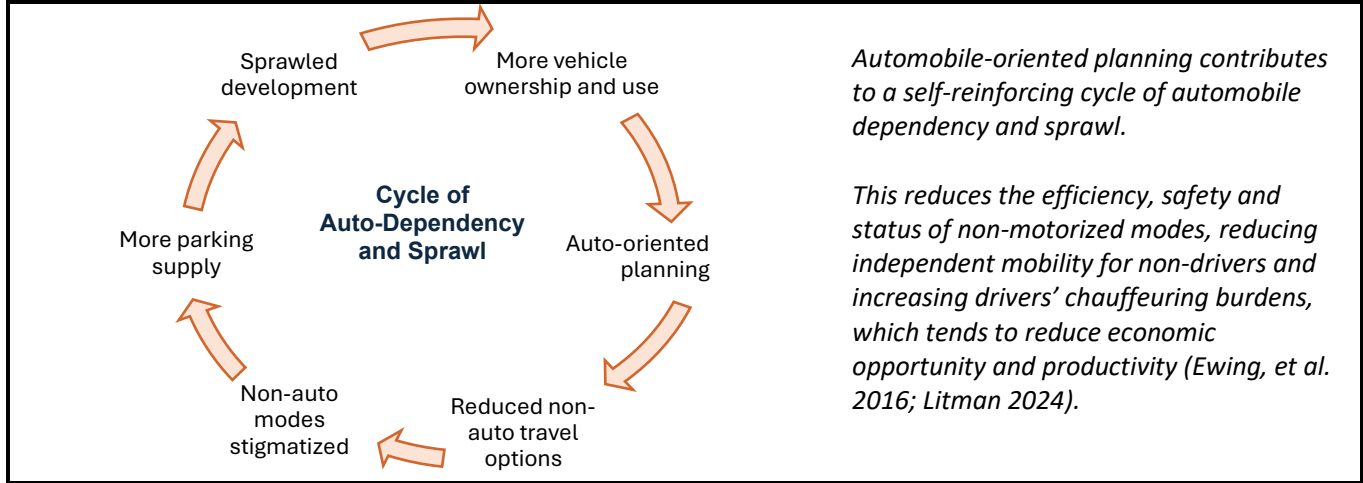 Sprawled
development
More vehicle
ownership and use
Auto-oriented
planning
Reduced non-
auto travel
options
Non-auto
modes
stigmatized
More parking
supply
Cycle of
Auto-Dependency
and Sprawl
Automobile-oriented planning contributes
to a self-reinforcing cycle of automobile
dependency and sprawl.
This reduces the efficiency, safety and
status of non-motorized modes, reducing
independent mobility for non-drivers and
increasing drivers’ chauffeuring burdens,
which tends to reduce economic
opportunity and productivity (Ewing, et al.
2016; Litman 2024).